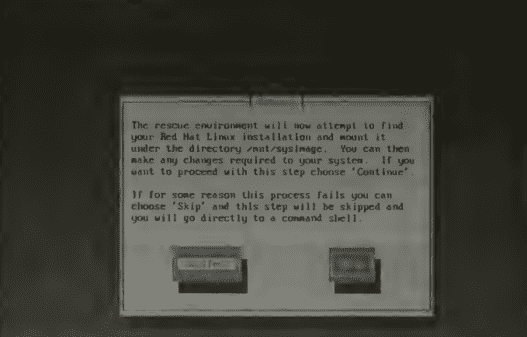 The rescue environment will now attempt to find
your Red Hat Linux installation and mount it
under the directory /mnt/sysimage.  You can then
make any changes required to your system.  If you
want to proceed with this step choose 'Continue'.
If for some reason this process fails you can
choose 'Skip' and this step will be skipped and
you will go directly to a command shell.